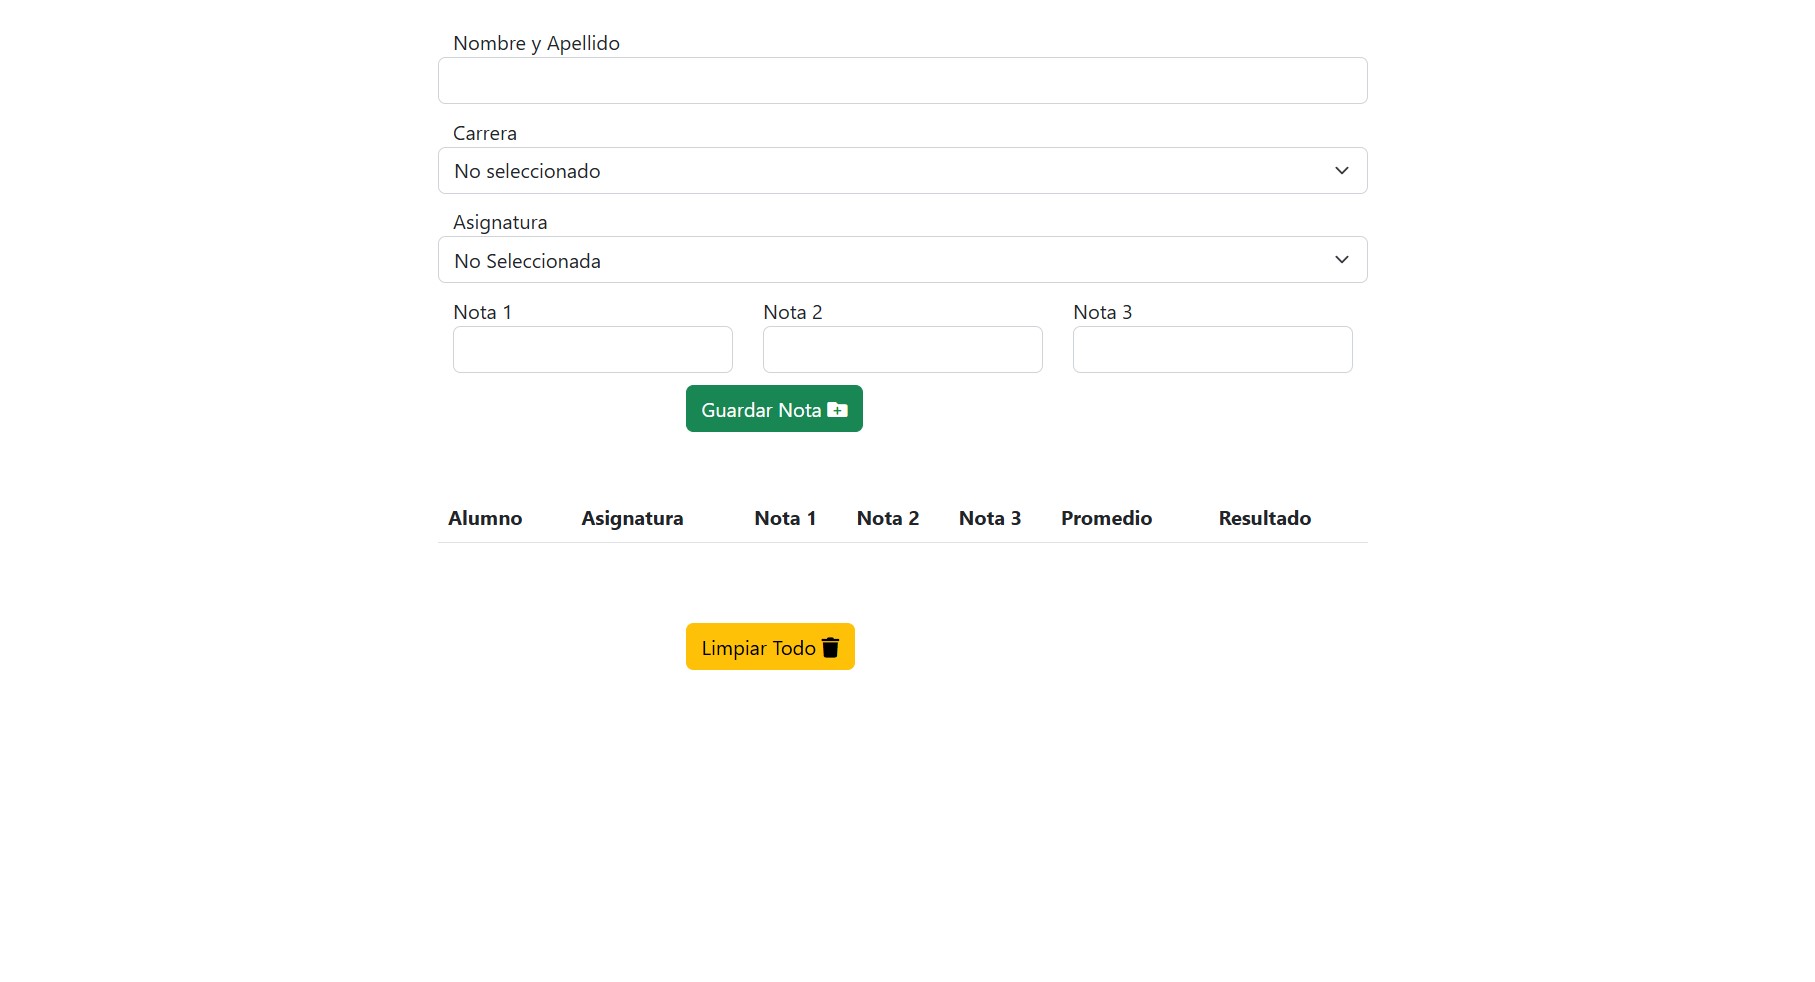 Nombre y Apellido
Carrera
No seleccionado
Asignatura
No Seleccionada
Nota 1 Nota 2 Nota 3
Guardar Nota
Alumno Asignatura Nota 1 Nota 2 Nota 3 Promedio Resultado
Limpiar Todo